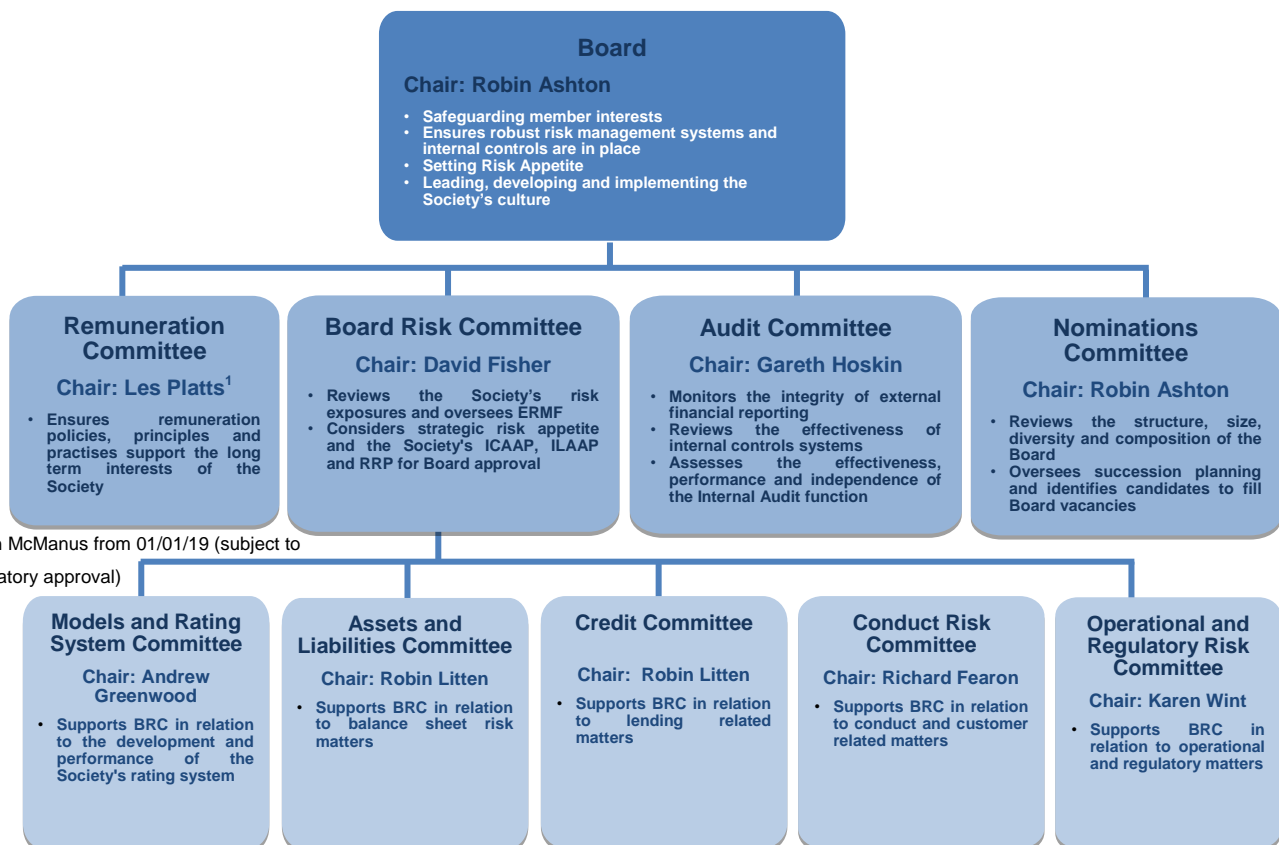 Board
Chair: Robin Ashton
• Safeguarding member interests
• Ensures robust risk management systems and
internal controls are in place
• Setting Risk Appetite
• Leading, developing and implementing the
Society's culture
Remuneration
Committee
Chair: Les Platts1
• Ensures remuneration
policies, principles and
practises support the long
term interests of the
Society
Board Risk Committee
Chair: David Fisher
• Reviews the Society's risk
exposures and oversees ERMF
• Considers strategic risk appetite
and the Society's ICAAP, ILAAP
and RRP for Board approval
Audit Committee
Chair: Gareth Hoskin
• Monitors the integrity of external
financial reporting
• Reviews the effectiveness of
internal controls systems
• Assesses the effectiveness,
performance and independence of
the Internal Audit function
Nominations
Committee
Chair: Robin Ashton
• Reviews the structure, size,
diversity and composition of the
Board
• Oversees succession planning
and identifies candidates to fill
Board vacancies
McManus from 01/01/19 (subject to
approval)
Models and Rating
System Committee
Chair: Andrew
Greenwood
• Supports BRC in relation
to the development and
performance of the
Society's rating system
Assets and
Liabilities Committee
Chair: Robin Litten
• Supports BRC in relation
to balance sheet risk
matters
Credit Committee
Chair: Robin Litten
• Supports BRC in relation
to lending related
matters
Conduct Risk
Committee
Chair: Richard Fearon
• Supports BRC in relation
to conduct and customer
related matters
Operational and
Regulatory Risk
Committee
Chair: Karen Wint
• Supports BRC in
relation to operational
and regulatory matters